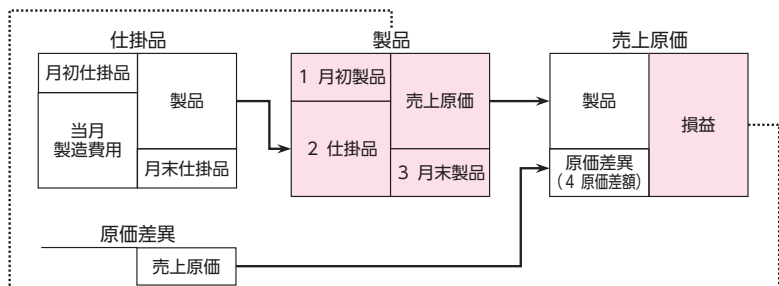 仕掛品
月初仕掛品
当月
製造費用
製品
月末仕掛品
製品
1 月初製品
2 仕掛品
売上原価
3 月末製品
売上原価
製品
原価差異
(4 原価差額)
損益
原価差異
売上原価